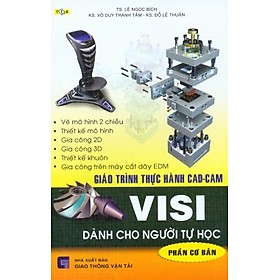 TS. LÊ NGỌC BÍCH
KS. VÕ DUY THANH TÂM - KS. ĐỖ LÊ THUẬN
• Vẽ mô hình 2 chiều
• Thiết kế mô hình
• Gia công 2D
• Gia công 3D
• Thiết kế khuôn
• Gia công trên máy cắt dây EDM
GIÁO TRÌNH THỰC HÀNH CAD-CAM
VISI
DÀNH CHO NGƯỜI TỰ HỌC
PHẦN CƠ BẢN
NHÀ XUẤT BẢN
GIAO THÔNG VẬN TẢI